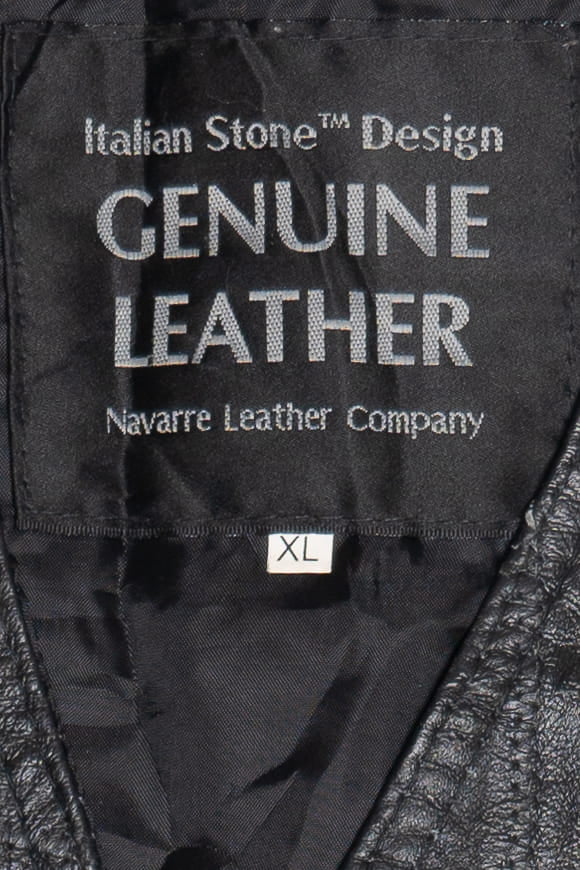 Italian Stone™ Design
GENUINE
LEATHER
Navarre Leather Company
XL